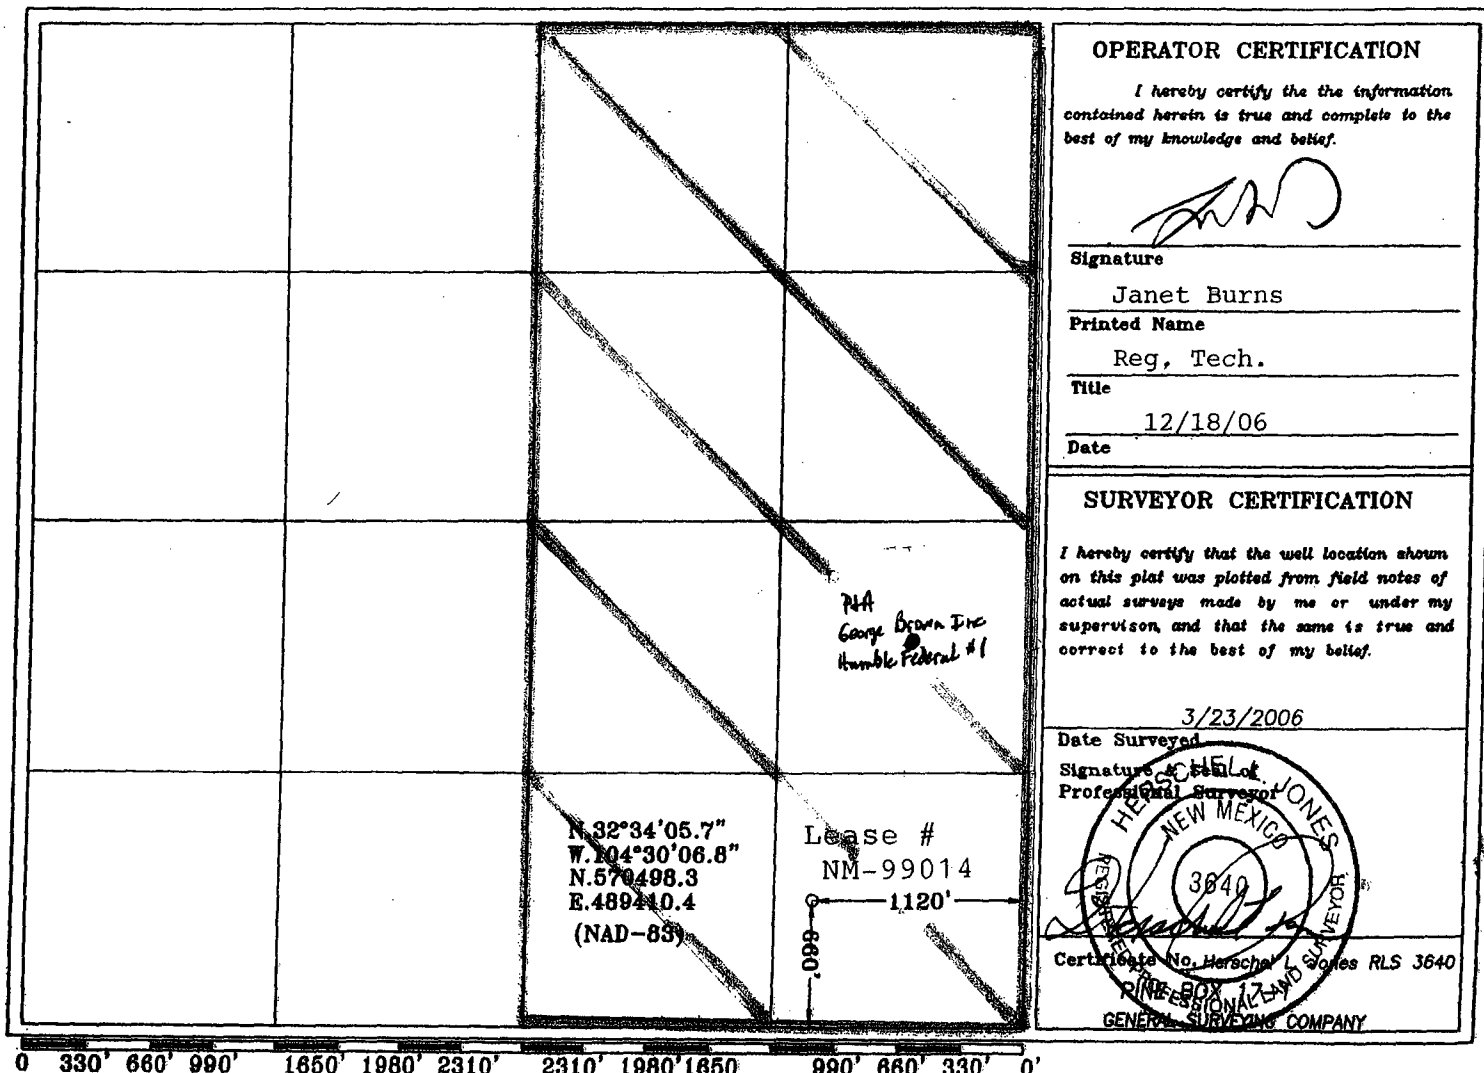 OPERATOR CERTIFICATION
I hereby certify the the information
contained herein is true and complete to the
best of my knowledge and belief.
Signature
Janet Burns
Printed Name
Reg, Tech.
Title
12/18/06
Date
SURVEYOR CERTIFICATION
I hereby certify that the well location shown
on this plat was plotted from field notes of
actual surveys made by me or under my
supervison, and that the same is true and
correct to the best of my belief.
3/23/2006
Date Surveyed
Signature & Seal of
Professional Surveyor
HERSCHEL L. JONES
NEW MEXICO
3640
REGISTERED PROFESSIONAL LAND SURVEYOR
Certificate No. Herschel L. Jones RLS 3640
GENERAL SURVEYING COMPANY
P&A
George Brown Inc
Humble Federal #1
N.32°34'05.7"
W.104°30'06.8"
N.570498.3
E.489410.4
(NAD-83)
Lease #
NM-99014
1120'
660'
0 330' 660' 990' 1650' 1980' 2310' 2310' 1980' 1650' 990' 660' 330' 0'